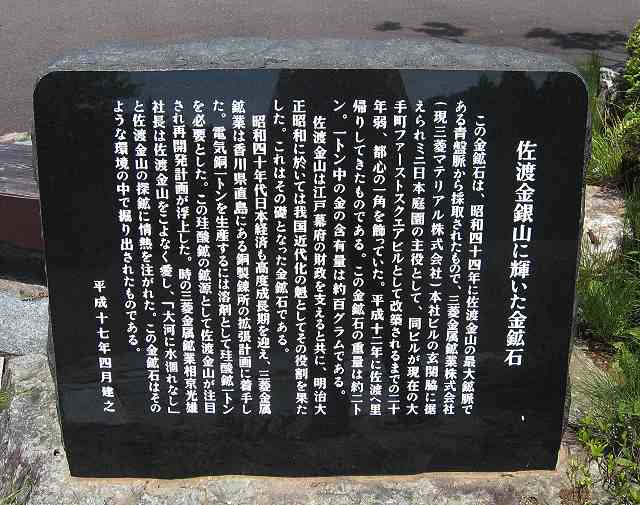 佐渡金銀山に輝いた金鉱石
この金鉱石は、昭和四十四年に佐渡金山の最大鉱脈で
ある青盤脈から採取されたもので、三菱金属鉱業株式会社
（現三菱マテリアル株式会社）本社ビルの玄関脇に据
えられミニ日本庭園の主役として、同ビルが現在の大
手町ファーストスクエアビルとして改築されるまでの二十
年弱、都心の一角を飾っていた。平成十二年に佐渡へ里
帰りしてきたものである。この金鉱石の重量は約二ト
ン。一トン中の金の含有量は約百グラムである。
佐渡金山は江戸幕府の財政を支えると共に、明治大
正昭和に於いては我国近代化の魁としてその役割を果た
した。これはその礎となった金鉱石である。
昭和四十年代日本経済も高度成長期を迎え、三菱金属
鉱業は香川県直島にある銅製錬所の拡張計画に着手し
た。電気銅一トンを生産するには溶剤として珪酸鉱一トン
を必要とした。この珪酸鉱の鉱源として佐渡金山が注目
され再開発計画が浮上した。時の三菱金属鉱業相京光雄
社長は佐渡金山をこよなく愛し、「大河に水涸れなし」
と佐渡金山の探鉱に情熱を注がれた。この金鉱石はその
ような環境の中で掘り出されたものである。
平成十七年四月建之